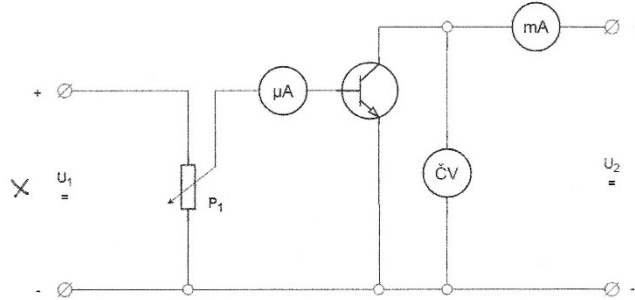 mA
+
µA
U1
=
P1
ČV
U2
=
-
-